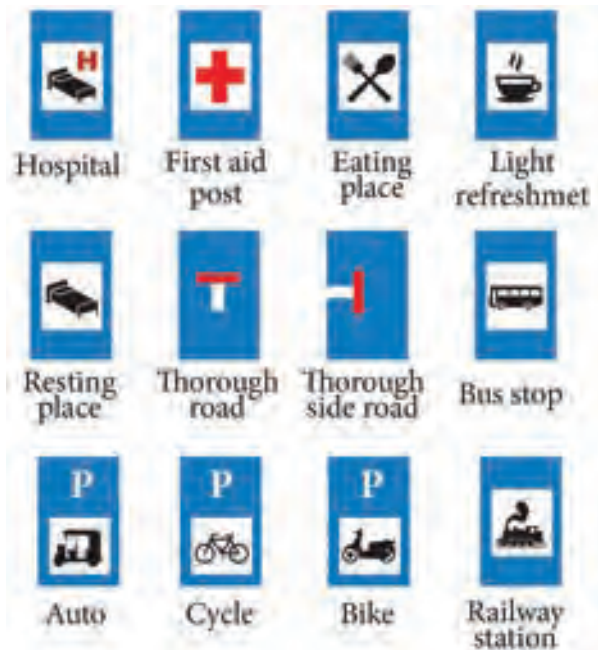 H
Hospital
First aid
post
Eating
place
Light
refreshmet
Resting
place
Thorough
road
Thorough
side road
Bus stop
P
Auto
P
Cycle
P
Bike
Railway
station